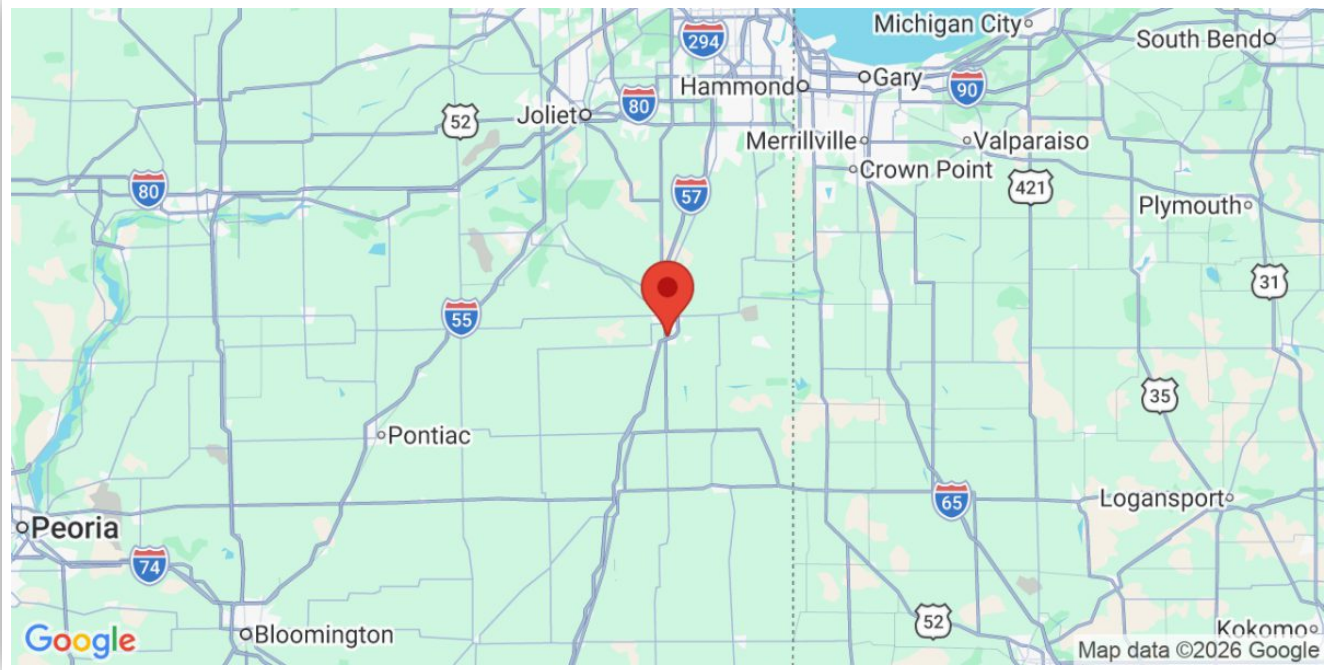 Michigan City
South Bend
294
Hammond
Gary
90
80
Joliet
52
Merrillville
Valparaiso
Crown Point
80
57
421
Plymouth
31
55
35
Pontiac
65
Logansport
Peoria
74
52
Bloomington
Kokomo
Google
Map data ©2026 Google